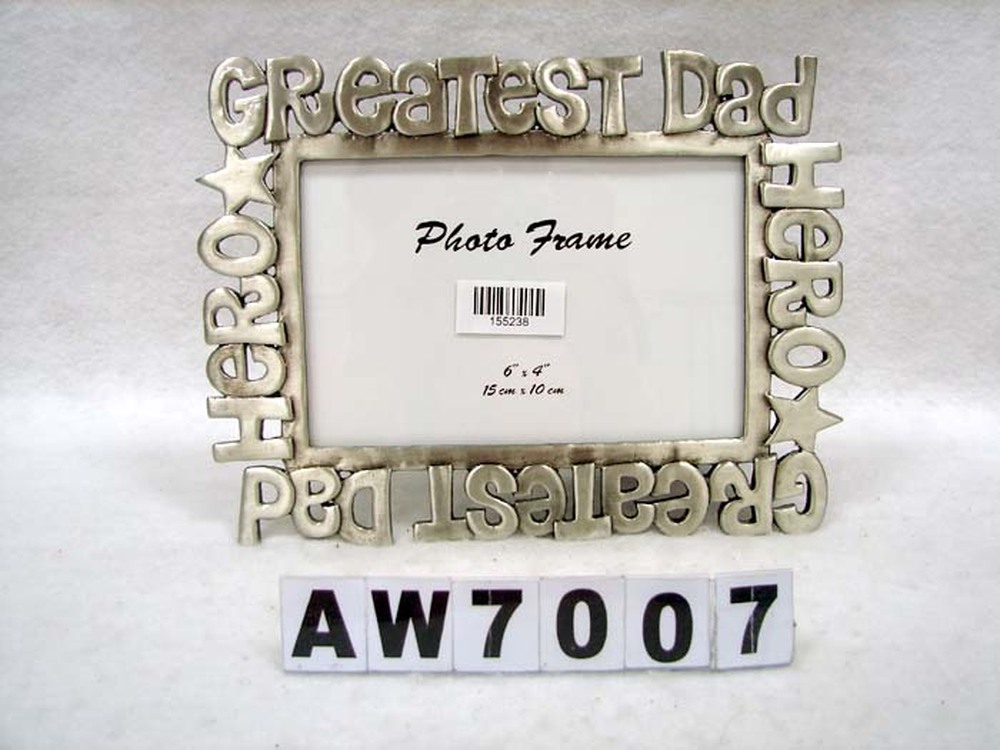 GReaTesT Dad
HeRO
HeRO
Photo Frame
155238
6" x 4"
15 cm x 10 cm
GReaTesT Dad
AW7007